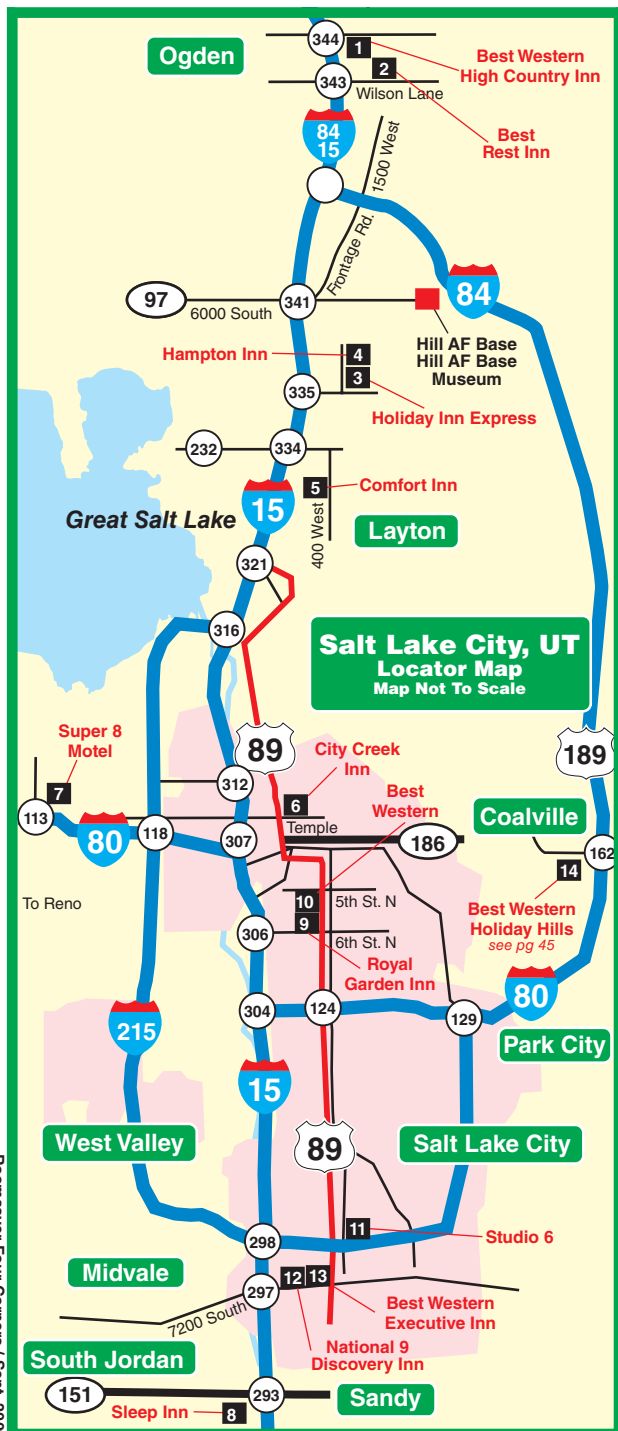 Ogden
344
1
Best Western
High Country Inn
2
343
Wilson Lane
Best
Rest Inn
84
15
1500 West
Frontage Rd.
84
97
6000 South
341
Hill AF Base
Hill AF Base
Museum
Hampton Inn
4
3
335
Holiday Inn Express
232
334
5
Comfort Inn
15
400 West
Great Salt Lake
Layton
321
316
Salt Lake City, UT
Locator Map
Map Not To Scale
Super 8
Motel
89
City Creek
Inn
189
7
312
6
Best
Western
Coalville
113
80
118
307
Temple
186
162
14
To Reno
10
5th St. N
Best Western
Holiday Hills
see pg 45
9
306
6th St. N
Royal
Garden Inn
80
304
124
129
215
Park City
15
West Valley
89
Salt Lake City
11
Studio 6
298
Midvale
12
13
297
7200 South
Best Western
Executive Inn
National 9
Discovery Inn
South Jordan
151
293
Sandy
Sleep Inn
8